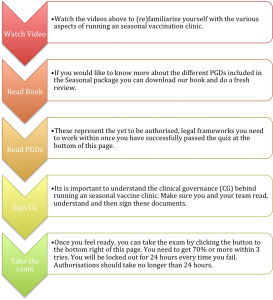 Watch Video
•Watch the videos above to (re)familiarize yourself with the various
aspects of running an seasonal vaccination clinic.
Read Book
•If you would like to know more about the different PGDs included in
the Seasonal package you can download our book and do a fresh
review.
Read PGDs
•These represent the yet to be authorised, legal frameworks you need
to work within once you have successfully passed the quiz at the
bottom of this page.
Sign CG
•Its is important to understand the clinical governance (CG) behind
running an seasonal vaccine clinic. Make sure you and your team read,
understand and then sign these documents.
Take the
exam
•Once you feel ready, you can take the exam by clicking the button to
the bottom right of this page. You need to get 70% or more within 3
tries. You will be locked out for 24 hours every time you fail.
Authorisations should take no longer than 24 hours.